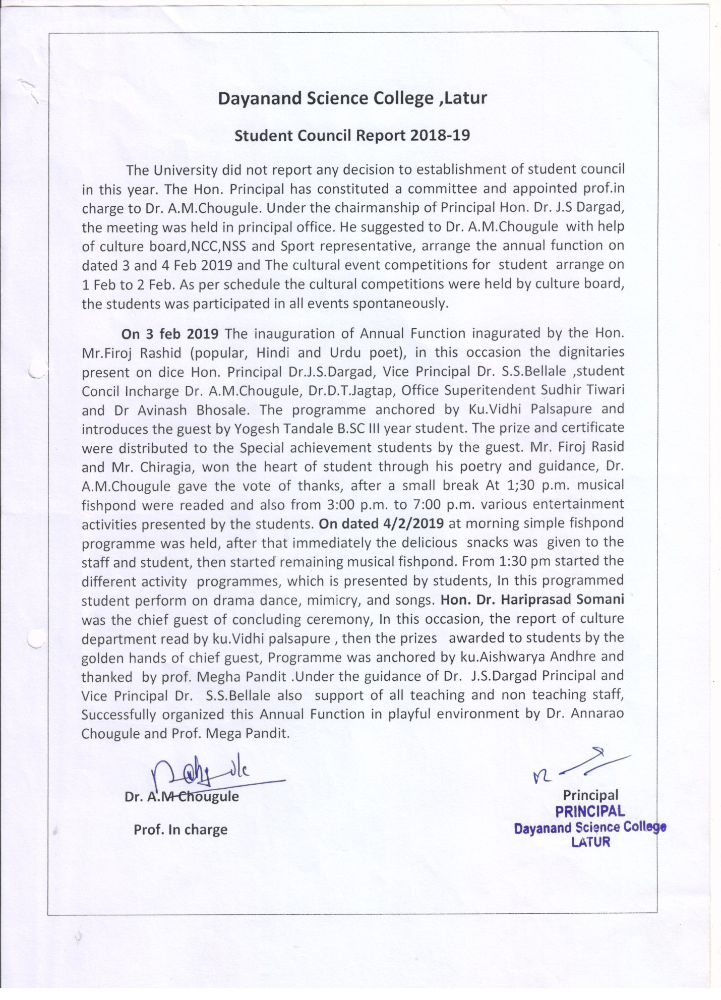 Dayanand Science College ,Latur
Student Council Report 2018-19
The University did not report any decision to establishment of student council
in this year. The Hon. Principal has constituted a committee and appointed prof.in
charge to Dr. A.M.Chougule. Under the chairmanship of Principal Hon. Dr. J.S Dargad,
the meeting was held in principal office. He suggested to Dr. A.M.Chougule with help
of culture board,NCC,NSS and Sport representative, arrange the annual function on
dated 3 and 4 Feb 2019 and The cultural event competitions for student arrange on
1 Feb to 2 Feb. As per schedule the cultural competitions were held by culture board,
the students was participated in all events spontaneously.
On 3 feb 2019 The inauguration of Annual Function inagurated by the Hon.
Mr.Firoj Rashid (popular, Hindi and Urdu poet), in this occasion the dignitaries
present on dice Hon. Principal Dr.J.S.Dargad, Vice Principal Dr. S.S.Bellale ,student
Concil Incharge Dr. A.M.Chougule, Dr.D.T.Jagtap, Office Superitendent Sudhir Tiwari
and Dr Avinash Bhosale. The programme anchored by Ku.Vidhi Palsapure and
introduces the guest by Yogesh Tandale B.SC III year student. The prize and certificate
were distributed to the Special achievement students by the guest. Mr. Firoj Rasid
and Mr. Chiragia, won the heart of student through his poetry and guidance, Dr.
A.M.Chougule gave the vote of thanks, after a small break At 1;30 p.m. musical
fishpond were readed and also from 3:00 p.m. to 7:00 p.m. various entertainment
activities presented by the students. On dated 4/2/2019 at morning simple fishpond
programme was held, after that immediately the delicious snacks was given to the
staff and student, then started remaining musical fishpond. From 1:30 pm started the
different activity programmes, which is presented by students, In this programmed
student perform on drama dance, mimicry, and songs. Hon. Dr. Hariprasad Somani
was the chief guest of concluding ceremony, In this occasion, the report of culture
department read by ku.Vidhi palsapure , then the prizes awarded to students by the
golden hands of chief guest, Programme was anchored by ku.Aishwarya Andhre and
thanked by prof. Megha Pandit .Under the guidance of Dr. J.S.Dargad Principal and
Vice Principal Dr. S.S.Bellale also support of all teaching and non teaching staff,
Successfully organized this Annual Function in playful environment by Dr. Annarao
Chougule and Prof. Mega Pandit.
Dr. A.M Chougule
Prof. In charge
Principal
PRINCIPAL
Dayanand Science College
LATUR